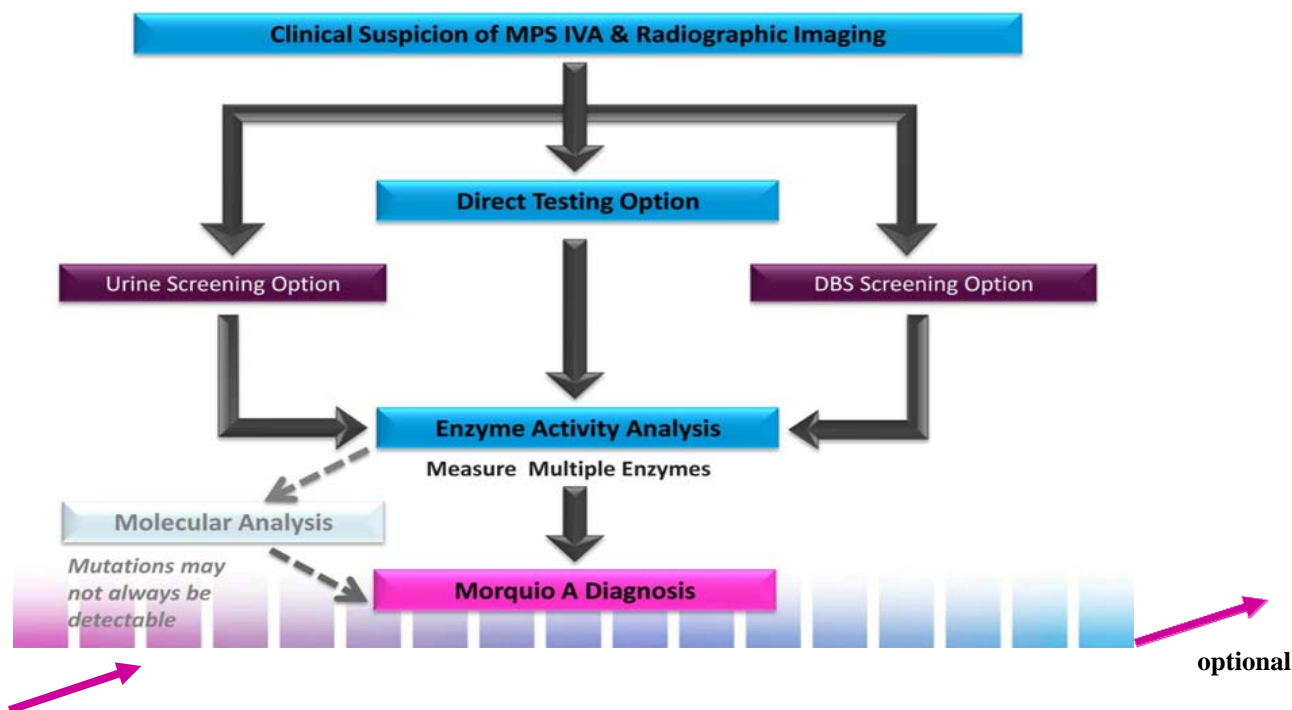 Clinical Suspicion of MPS IVA & Radiographic Imaging
Direct Testing Option
Urine Screening Option
DBS Screening Option
Enzyme Activity Analysis
Measure Multiple Enzymes
Molecular Analysis
Mutations may
not always be
detectable
Morquio A Diagnosis
optional